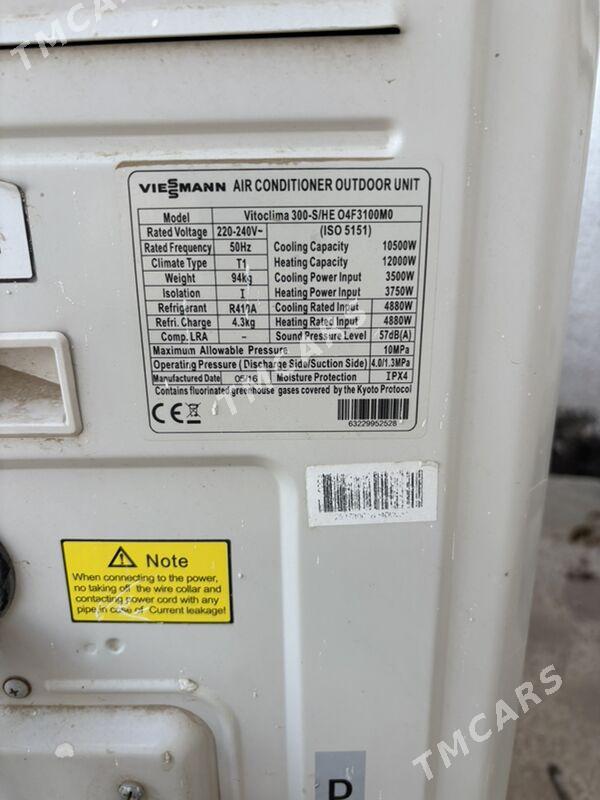 TMCARS
VIESSMANN AIR CONDITIONER OUTDOOR UNIT
Model Vitoclima 300-S/HE O4F3100M0
Rated Voltage 220-240V~ (ISO 5151)
Rated Frequency 50Hz Cooling Capacity 10500W
Climate Type T1 Heating Capacity 12000W
Weight 94kg Cooling Power Input 3500W
Isolation I Heating Power Input 3750W
Refrigerant R410A Cooling Rated Input 4880W
Refri. Charge 4.3kg Heating Rated Input 4880W
Comp. LRA – Sound Pressure Level 57dB(A)
Maximum Allowable Pressure 10MPa
Operating Pressure (Discharge Side/Suction Side) 4.0/1.3MPa
Manufactured Date 05/16 Moisture Protection IPX4
Contains fluorinated greenhouse gases covered by the Kyoto Protocol
CE
63229952528
TMCARS
Note
When connecting to the power,
no taking off the wire collar and
contacting power cord with any
pipe,in case of Current leakage!
TMCARS
D